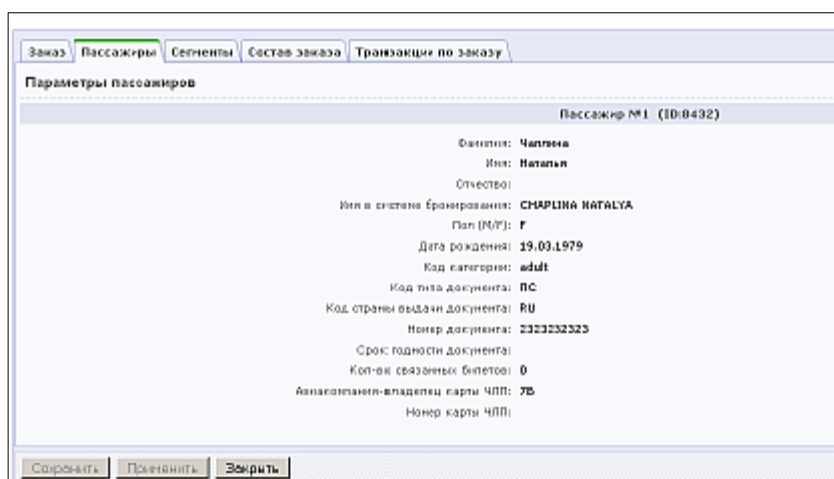 Заказ Пассажиры Сегменты Состав заказа Транзакции по заказу
Параметры пассажиров
Пассажир №1 (ID:8432)
Фамилия: Чаплина
Имя: Наталья
Отчество:
Имя в системе бронирования: CHAPLINA NATALYA
Пол (M/F): F
Дата рождения: 19.03.1979
Код категории: adult
Код типа документа: ПС
Код страны выдачи документа: RU
Номер документа: 2323232323
Срок годности документа:
Кол-во связанных билетов: 0
Авиакомпания-владелец карты ЧЛП: 7B
Номер карты ЧЛП:
Сохранить Применить Закрыть